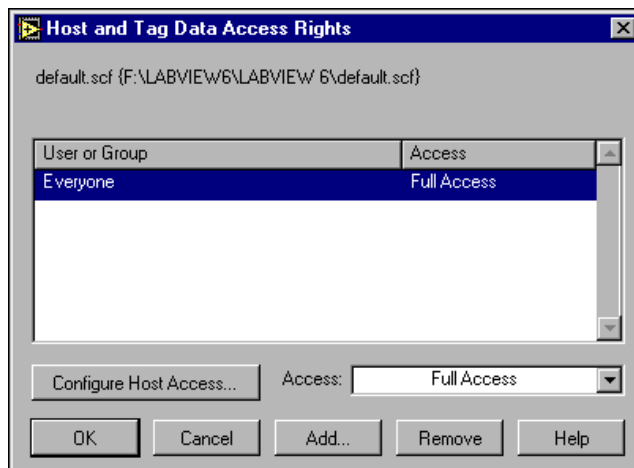 Host and Tag Data Access Rights
default.scf {F:\LABVIEW6\LABVIEW 6\default.scf}
User or Group Access
Everyone Full Access
Configure Host Access... Access: Full Access
OK Cancel Add... Remove Help